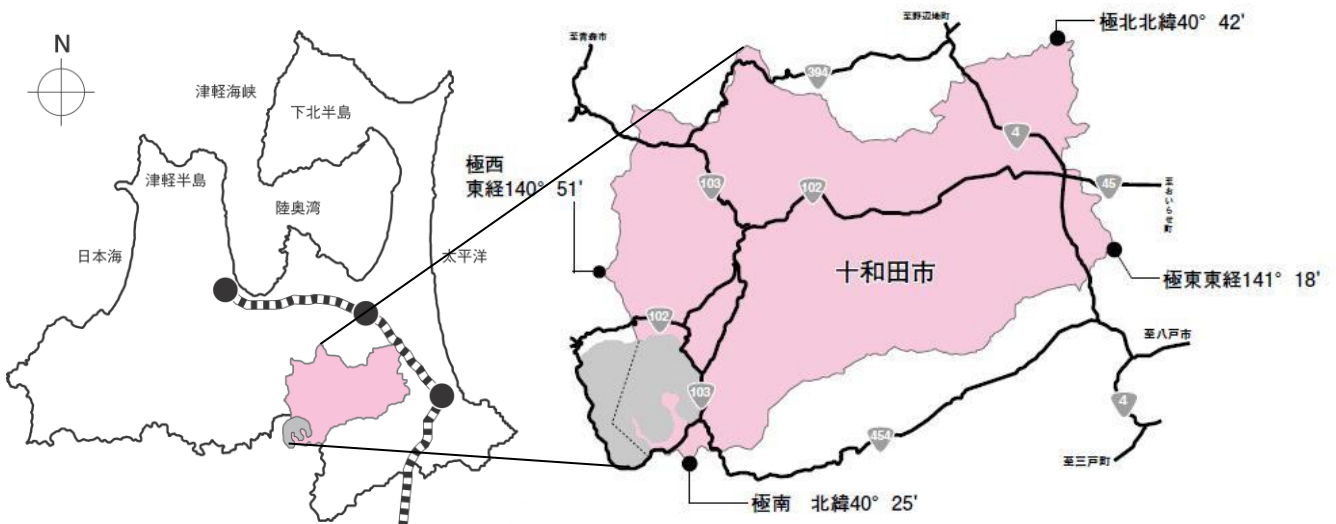 N
津軽海峡
下北半島
津軽半島
陸奥湾
日本海
太平洋
至青森市
至野辺地町
極北北緯40° 42'
394
4
極西
東経140° 51'
103
102
45
至おいらせ町
十和田市
極東東経141° 18'
102
至八戸市
103
4
454
至三戸町
極南 北緯40° 25'